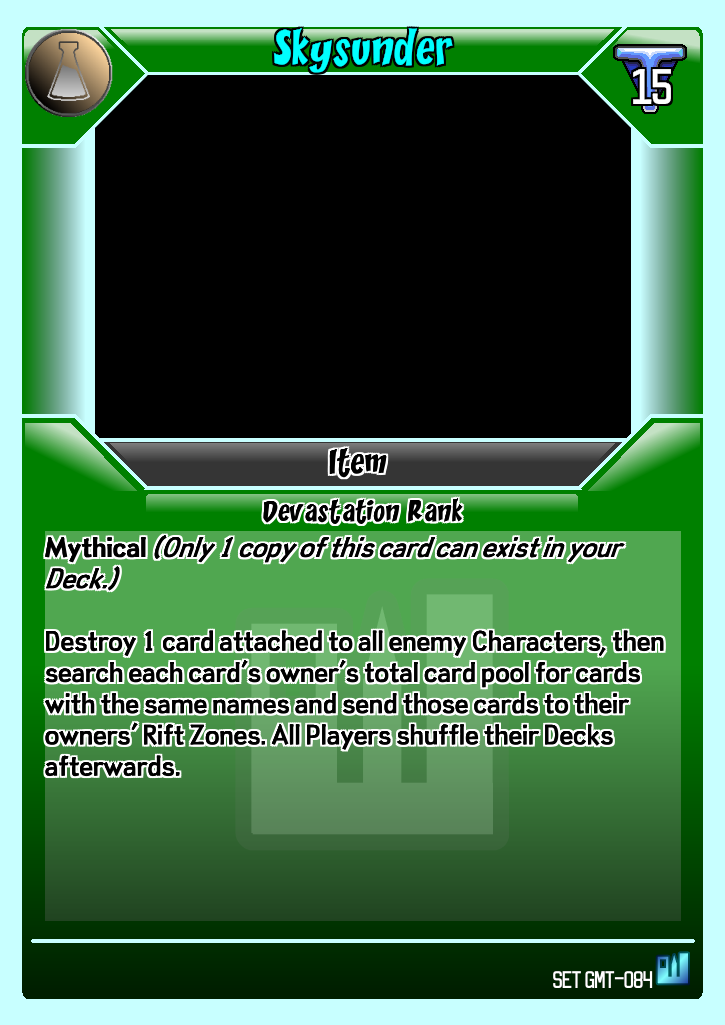 Skysunder
15
Item
Devastation Rank
Mythical (Only 1 copy of this card can exist in your
Deck.)
Destroy 1 card attached to all enemy Characters, then
search each card's owner's total card pool for cards
with the same names and send those cards to their
owners' Rift Zones. All Players shuffle their Decks
afterwards.
SET GMT-084